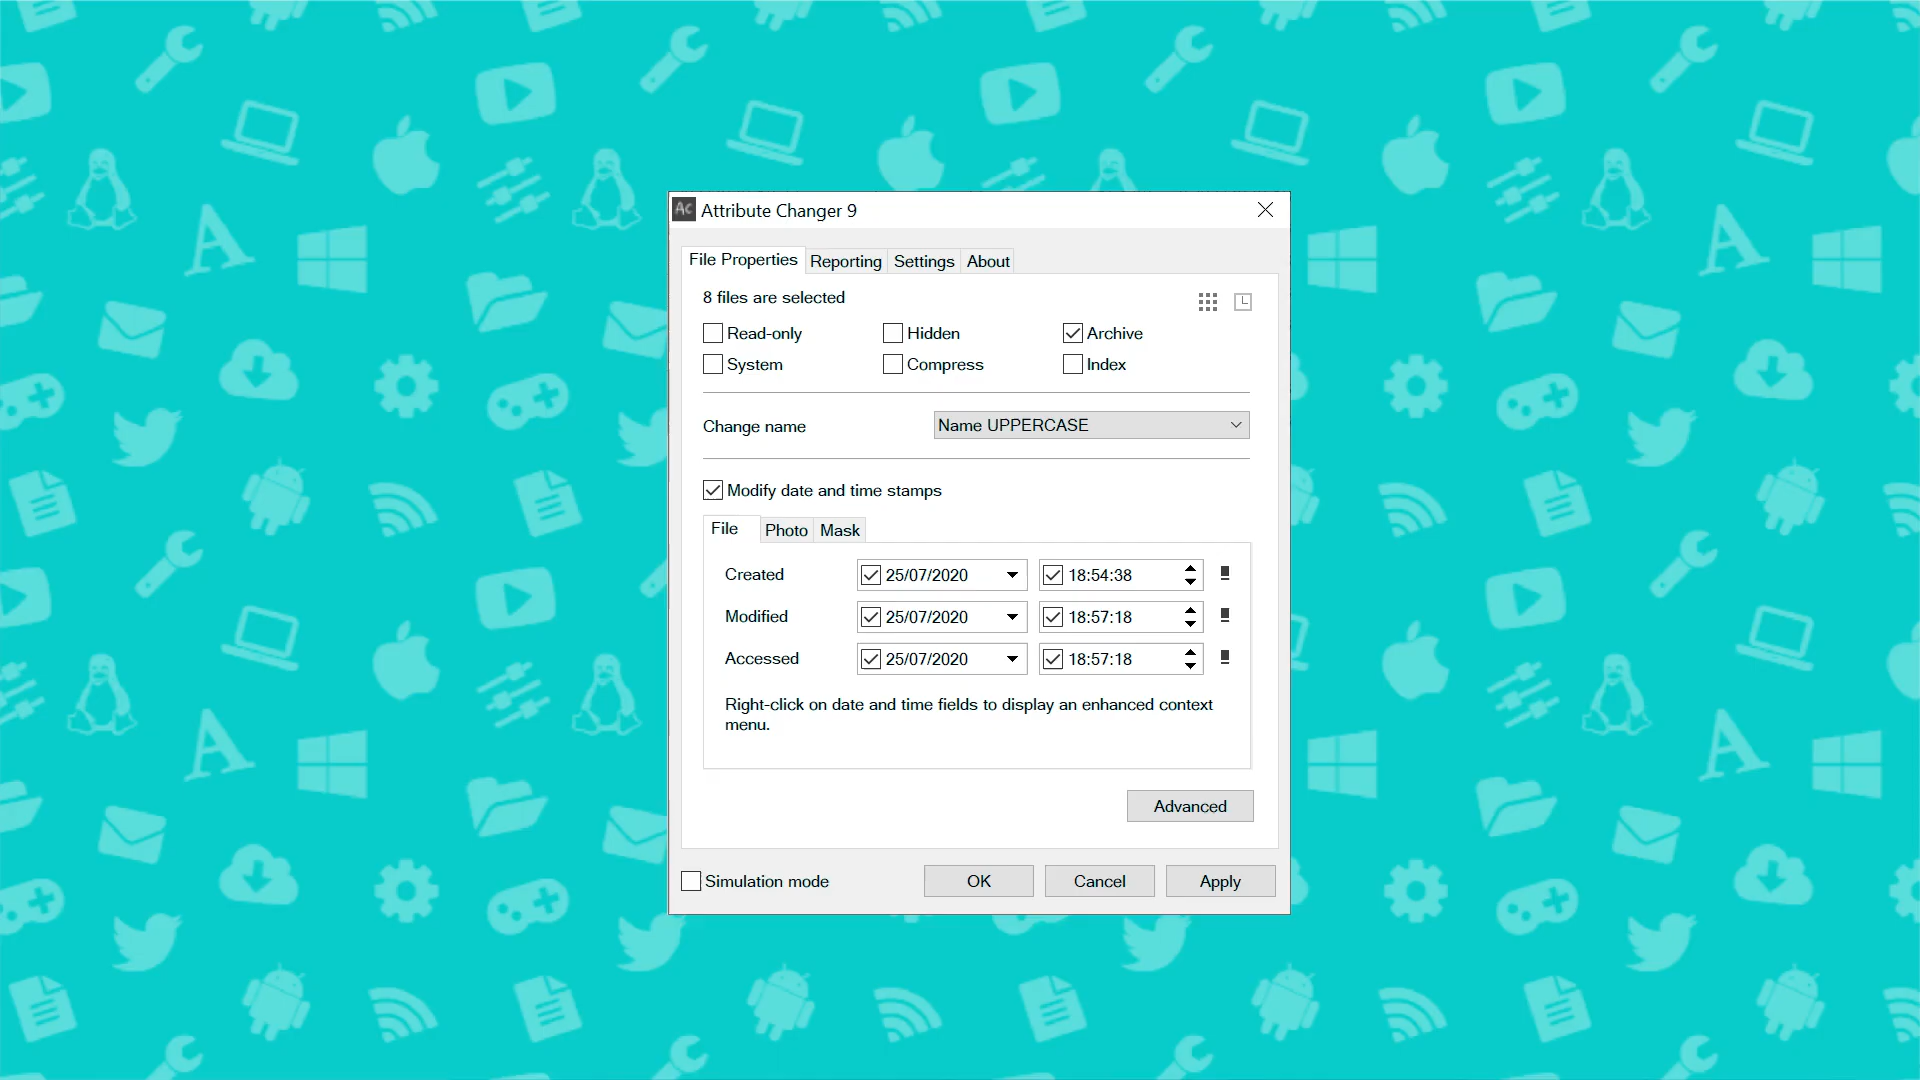 AC Attribute Changer 9
File Properties Reporting Settings About
8 files are selected
Read-only Hidden Archive
System Compress Index
Change name Name UPPERCASE
Modify date and time stamps
File Photo Mask
Created 25/07/2020 18:54:38
Modified 25/07/2020 18:57:18
Accessed 25/07/2020 18:57:18
Right-click on date and time fields to display an enhanced context
menu.
Advanced
Simulation mode OK Cancel Apply